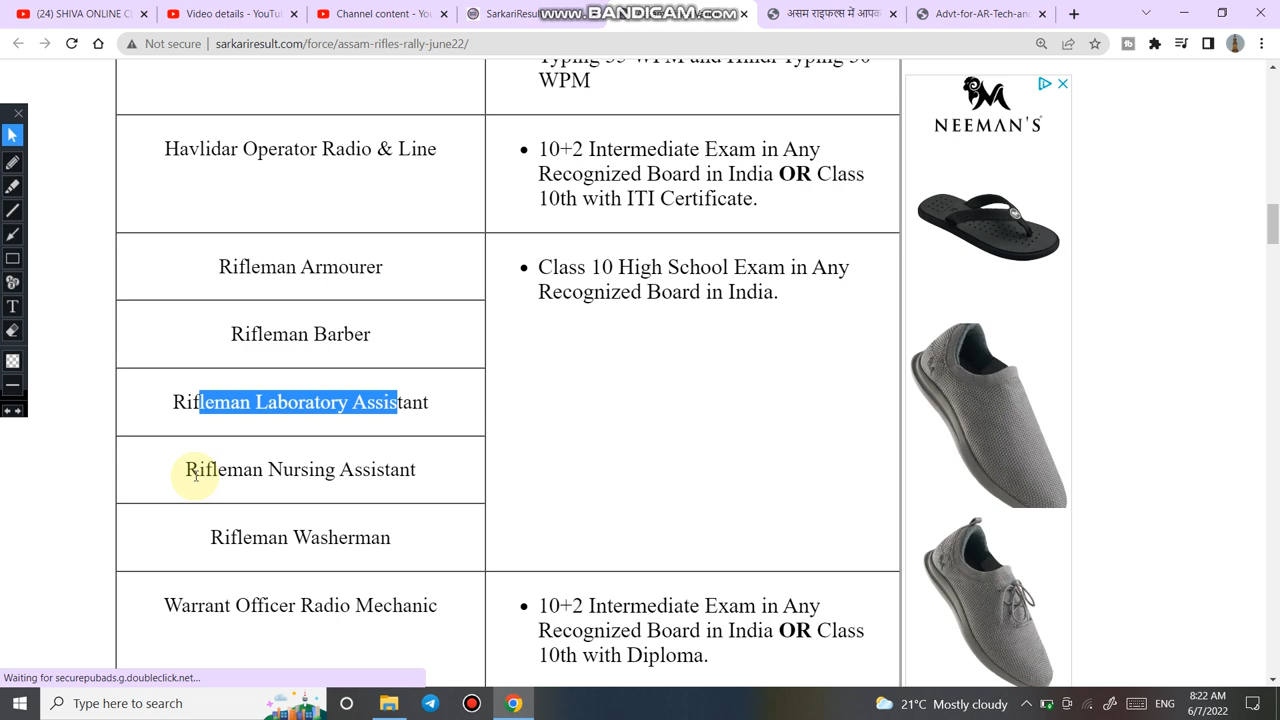 (24) SHIVA ONLINE C
Video details - YouTube
Channel content - YouTu
SarkariResu
www.BANDICAM.com
असम राइफल्स में आपक
Advt-for-AR-Tech-and
Not secure
sarkariresult.com/force/assam-rifles-rally-june22/
WPM
Havlidar Operator Radio & Line
• 10+2 Intermediate Exam in Any
Recognized Board in India OR Class
10th with ITI Certificate.
Rifleman Armourer
• Class 10 High School Exam in Any
Recognized Board in India.
Rifleman Barber
Rifleman Laboratory Assistant
Rifleman Nursing Assistant
Rifleman Washerman
Warrant Officer Radio Mechanic
• 10+2 Intermediate Exam in Any
Recognized Board in India OR Class
10th with Diploma.
NEEMAN'S
Waiting for securepubads.g.doubleclick.net...
Type here to search
21°C Mostly cloudy
ENG
8:22 AM
6/7/2022